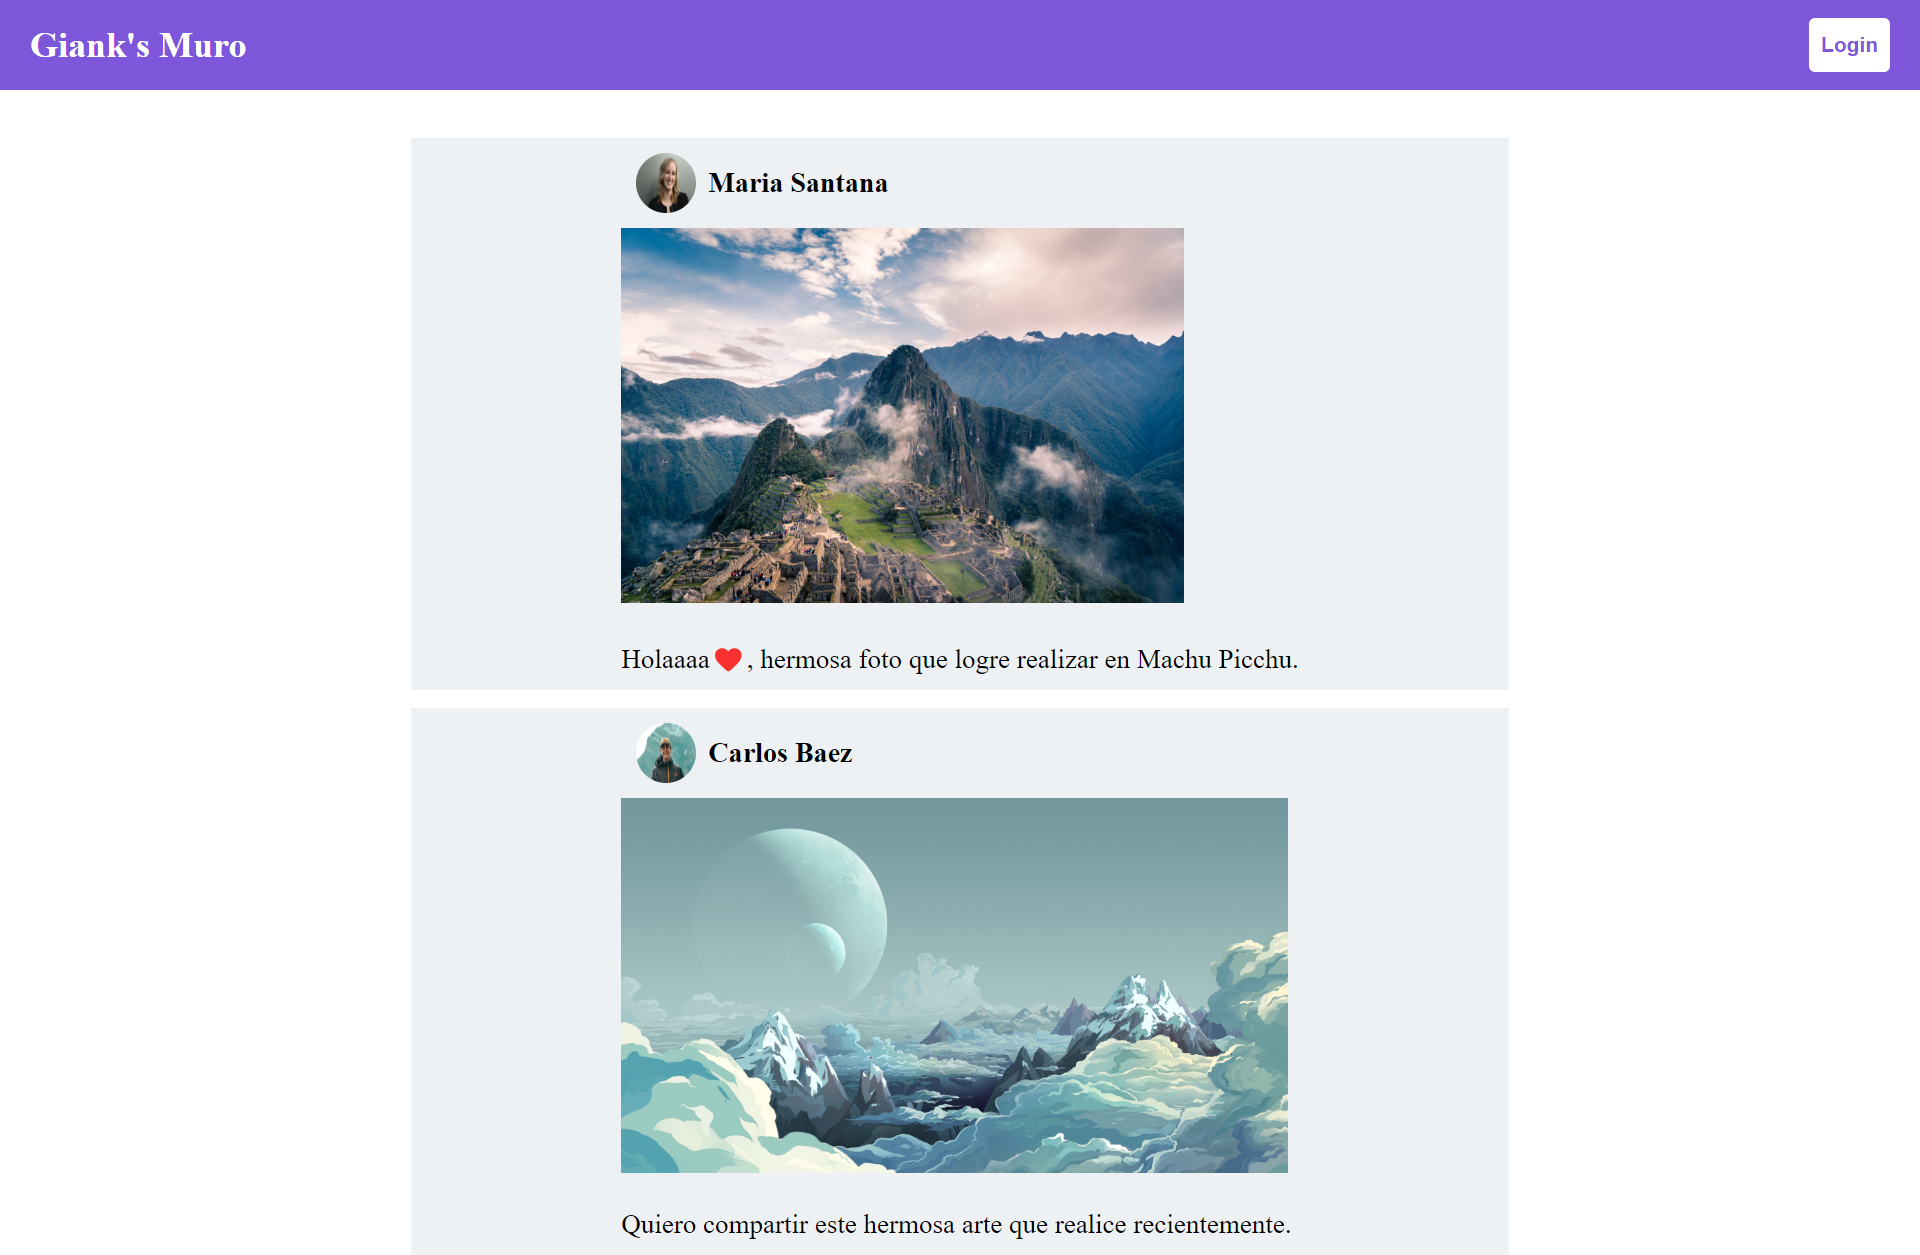 Giank's Muro
Login
Maria Santana
Holaaaa❤, hermosa foto que logre realizar en Machu Picchu.
Carlos Baez
Quiero compartir este hermosa arte que realice recientemente.